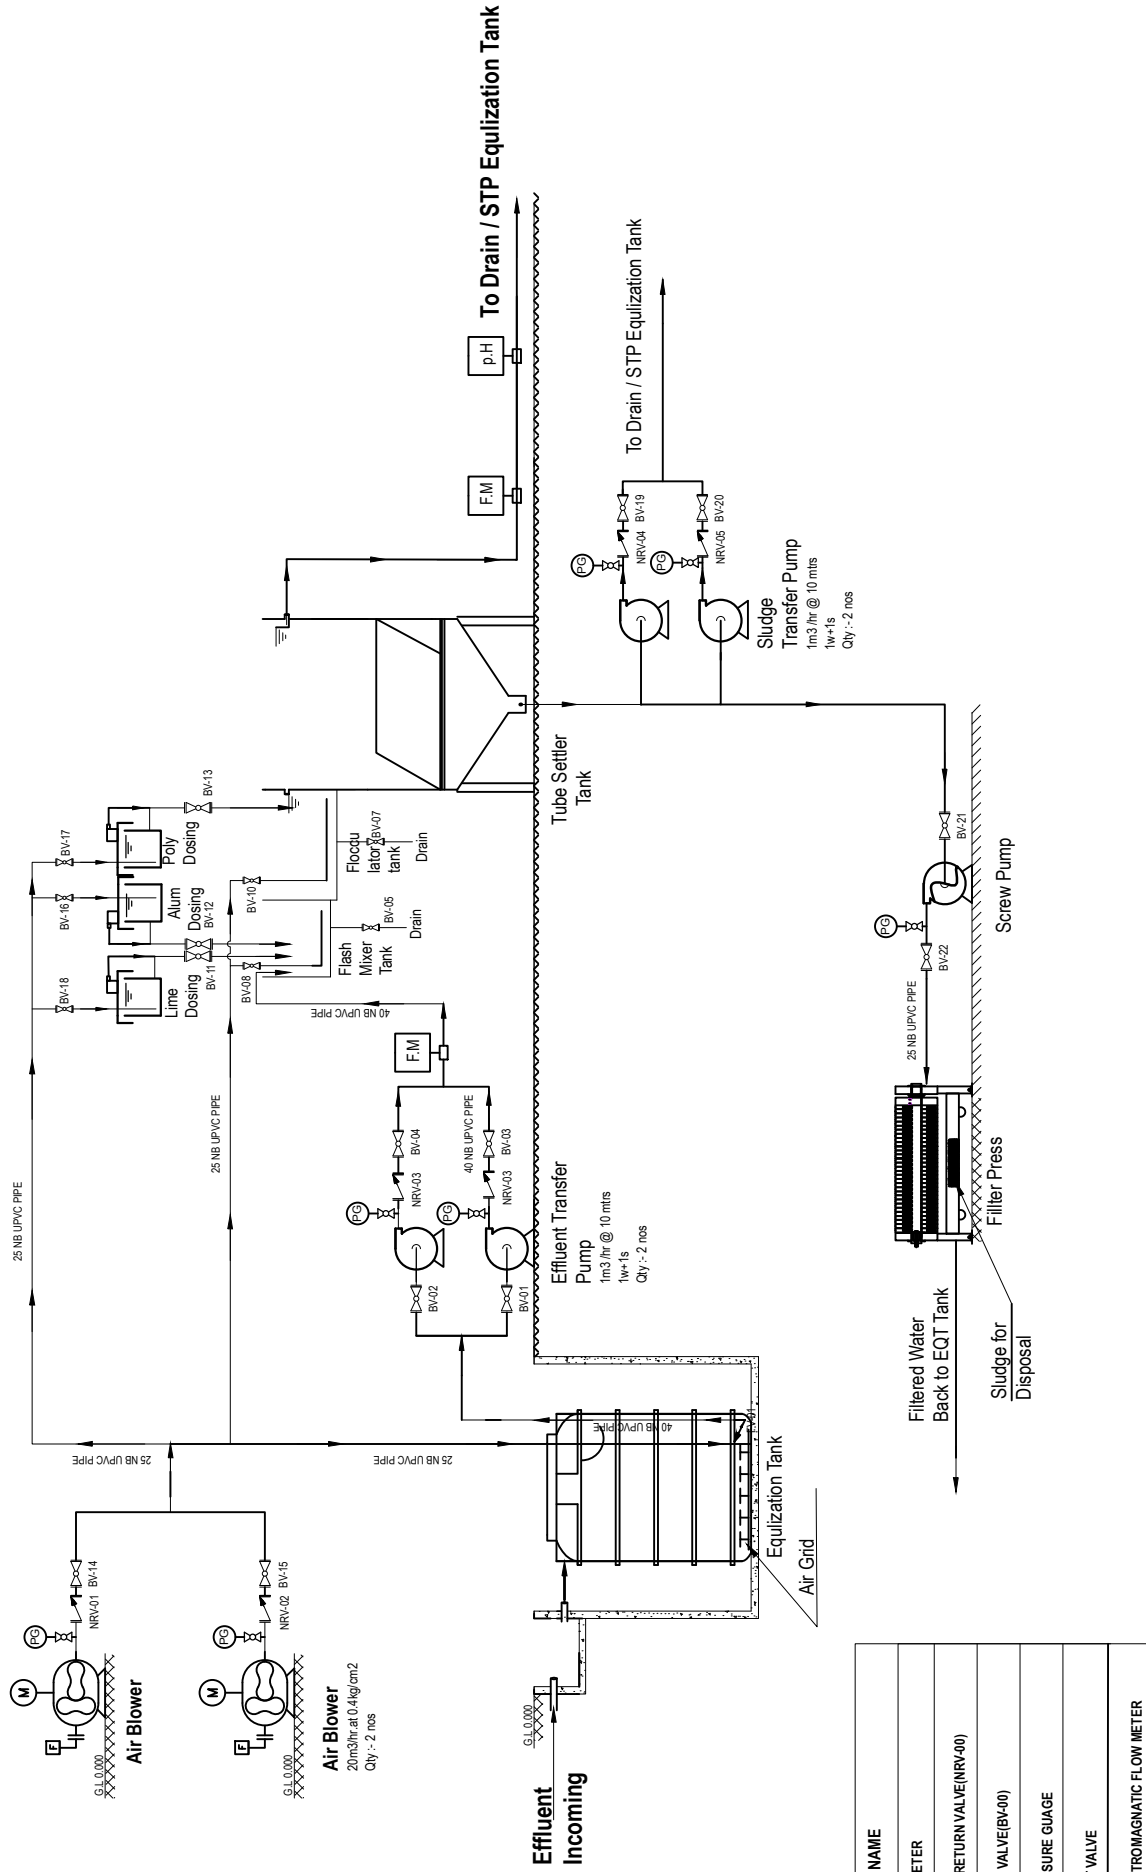 To Drain / STP Equlization Tank
p.H
F.M
To Drain / STP Equlization Tank
BV-19
NRV-04
PG
BV-20
NRV-05
PG
Sludge
Transfer Pump
1m3 /hr @ 10 mtrs
1w+1s
Qty :- 2 nos
Tube Settler
Tank
BV-21
Screw Pump
PG
BV-22
25 NB UPVC PIPE
Fillter Press
Sludge for
Disposal
Filtered Water
Back to EQT Tank
BV-17
BV-13
Poly
Dosing
BV-16
Alum
Dosing
BV-12
BV-18
Lime
Dosing
BV-11
BV-10
BV-08
Floccu
lator
tank
BV-07
Drain
Flash
Mixer
Tank
BV-05
Drain
40 NB UPVC PIPE
F.M
BV-04
NRV-03
PG
40 NB UPVC PIPE
BV-03
NRV-03
PG
BV-02
BV-01
Effluent Transfer
Pump
1m3 /hr @ 10 mtrs
1w+1s
Qty :- 2 nos
25 NB UPVC PIPE
25 NB UPVC PIPE
25 NB UPVC PIPE
25 NB UPVC PIPE
40 NB UPVC PIPE
Equlization Tank
Air Grid
BV-14
NRV-01
PG
M
F
G.L 0.000
Air Blower
BV-15
NRV-02
PG
M
F
G.L 0.000
Air Blower
20m3/hr.at 0.4kg/cm2
Qty :- 2 nos
G.L 0.000
Effluent
Incoming
NAME
ETER
RETURN VALVE(NRV-00)
VALVE(BV-00)
SURE GUAGE
VALVE
TROMAGNATIC FLOW METER